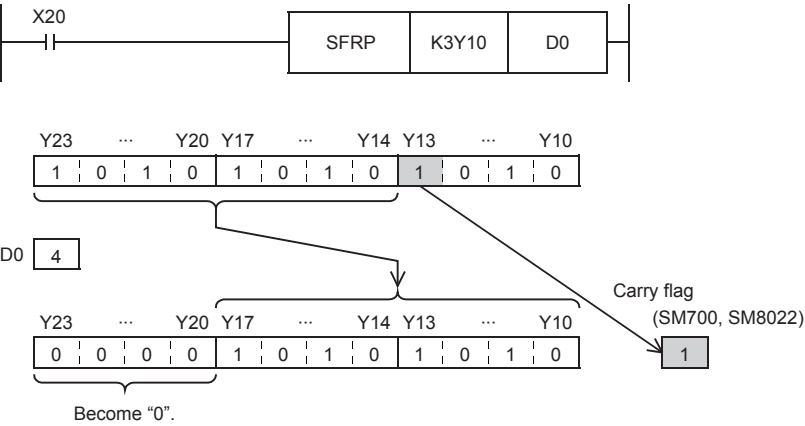 X20
SFRP K3Y10 D0
Y23 ... Y20 Y17 ... Y14 Y13 ... Y10
1 0 1 0 1 0 1 0 1 0 1 0
D0 4
Carry flag
(SM700, SM8022)
Y23 ... Y20 Y17 ... Y14 Y13 ... Y10
0 0 0 0 1 0 1 0 1 0 1 0 1
Become “0”.